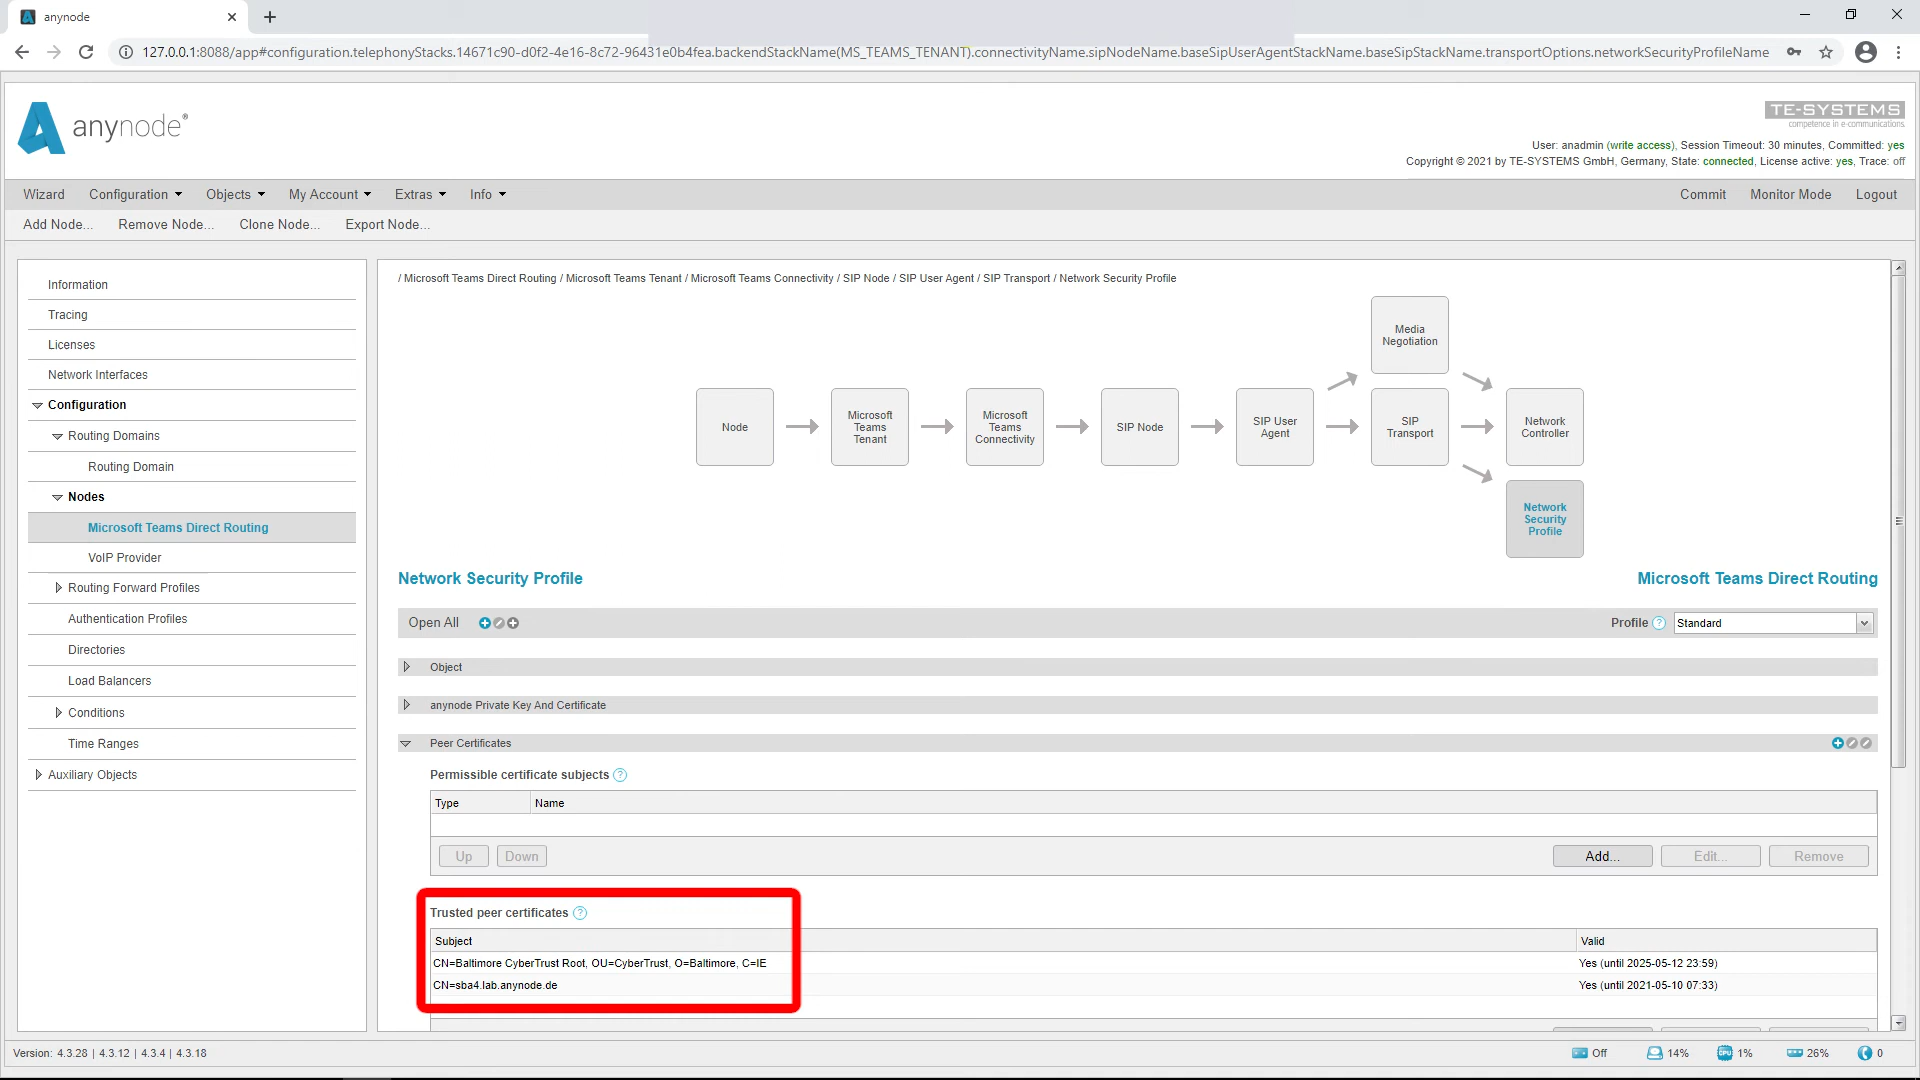 anynode
127.0.0.1:8088/app#configuration.telephonyStacks.14671c90-d0f2-4e16-8c72-96431e0b4fea.backendStackName(MS_TEAMS_TENANT).connectivityName.sipNodeName.baseSipUserAgentStackName.baseSipStackName.transportOptions.networkSecurityProfileName
anynode®
TE-SYSTEMS
competence in e-communications.
User: anadmin (write access), Session Timeout: 30 minutes, Committed: yes
Copyright © 2021 by TE-SYSTEMS GmbH, Germany, State: connected, License active: yes, Trace: off
Wizard Configuration Objects My Account Extras Info Commit Monitor Mode Logout
Add Node... Remove Node... Clone Node... Export Node...
Information
Tracing
Licenses
Network Interfaces
Configuration
Routing Domains
Routing Domain
Nodes
Microsoft Teams Direct Routing
VoIP Provider
Routing Forward Profiles
Authentication Profiles
Directories
Load Balancers
Conditions
Time Ranges
Auxiliary Objects
/ Microsoft Teams Direct Routing / Microsoft Teams Tenant / Microsoft Teams Connectivity / SIP Node / SIP User Agent / SIP Transport / Network Security Profile
Media
Negotiation
Node
Microsoft
Teams
Tenant
Microsoft
Teams
Connectivity
SIP Node
SIP User
Agent
SIP
Transport
Network
Controller
Network
Security
Profile
Network Security Profile Microsoft Teams Direct Routing
Open All Profile ? Standard
Object
anynode Private Key And Certificate
Peer Certificates
Permissible certificate subjects ?
Type Name
Up Down Add... Edit... Remove
Trusted peer certificates ?
Subject Valid
CN=Baltimore CyberTrust Root, OU=CyberTrust, O=Baltimore, C=IE Yes (until 2025-05-12 23:59)
CN=sba4.lab.anynode.de Yes (until 2021-05-10 07:33)
Version: 4.3.28 | 4.3.12 | 4.3.4 | 4.3.18 Off 14% CPU 1% 26% 0